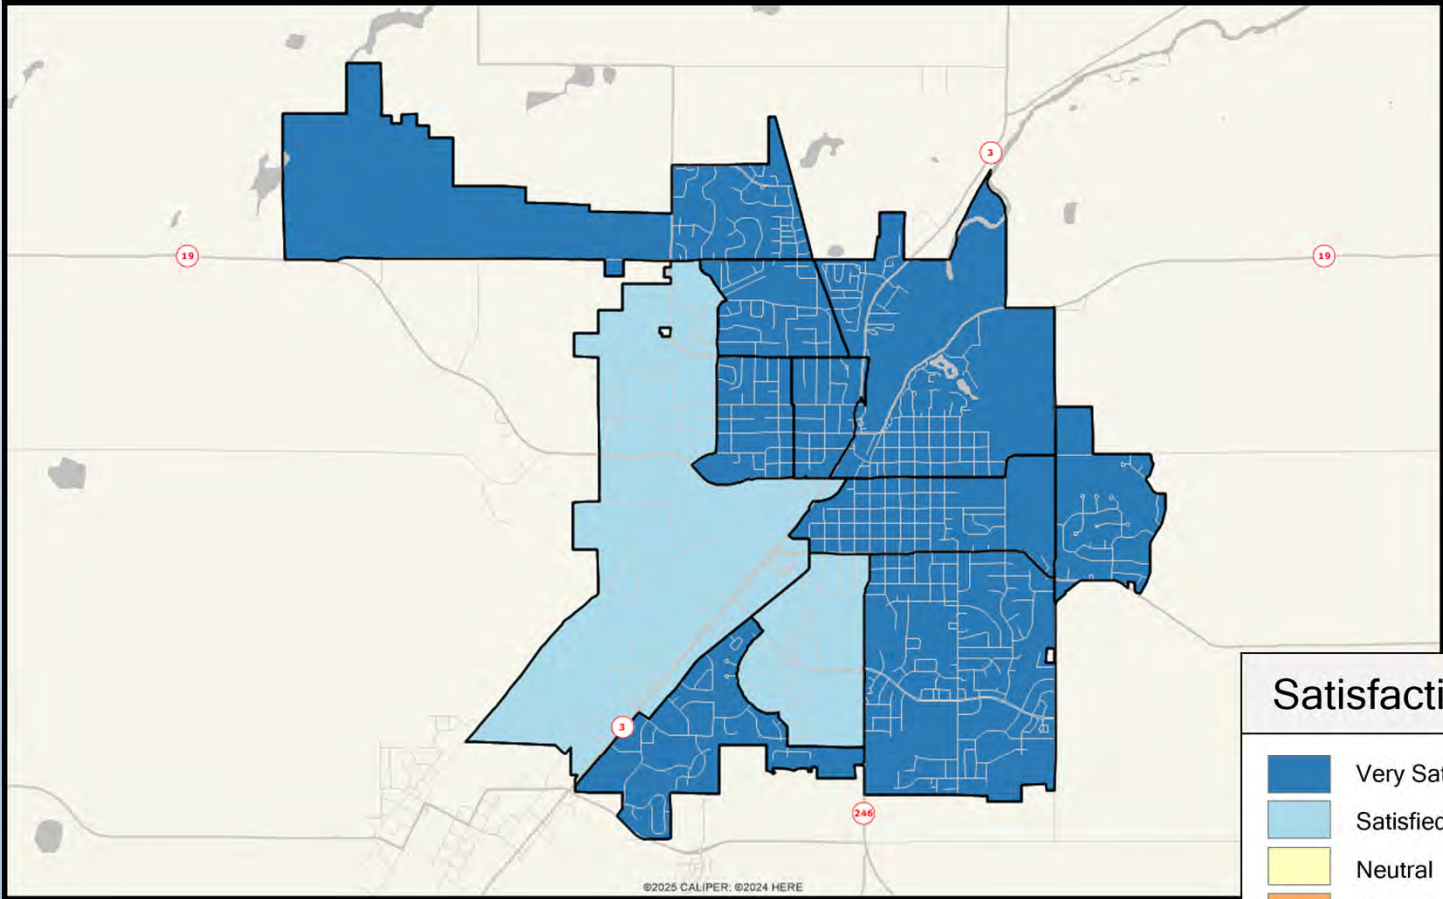 3
19
19
3
246
Satisfacti
Very Sat
Satisfied
Neutral
©2025 CALIPER; ©2024 HERE